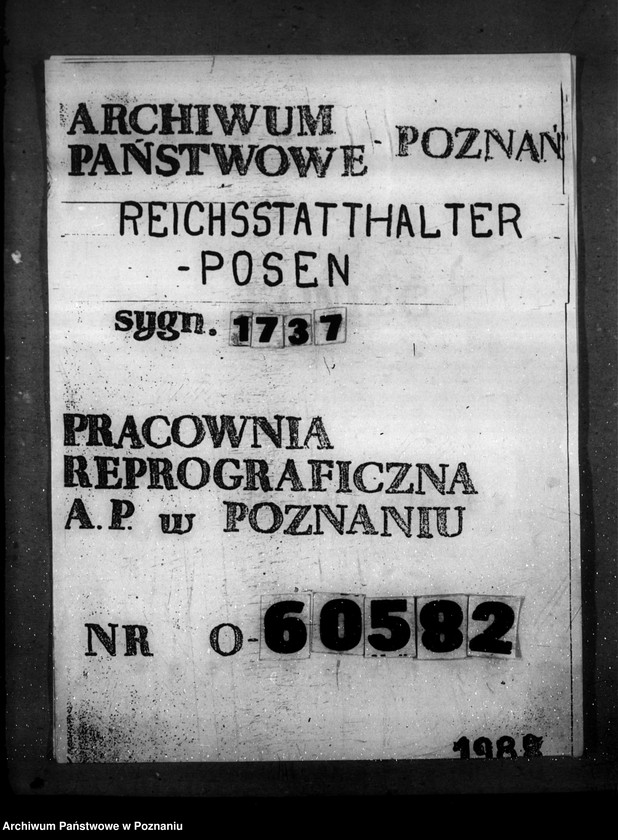 ARCHIWUM
PAŃSTWOWE - POZNAŃ
REICHSSTATTHALTER
-POSEN
sygn. 1737
PRACOWNIA
REPROGRAFICZNA
A.P. w POZNANIU
NR O-60582
Archiwum Państwowe w Poznaniu